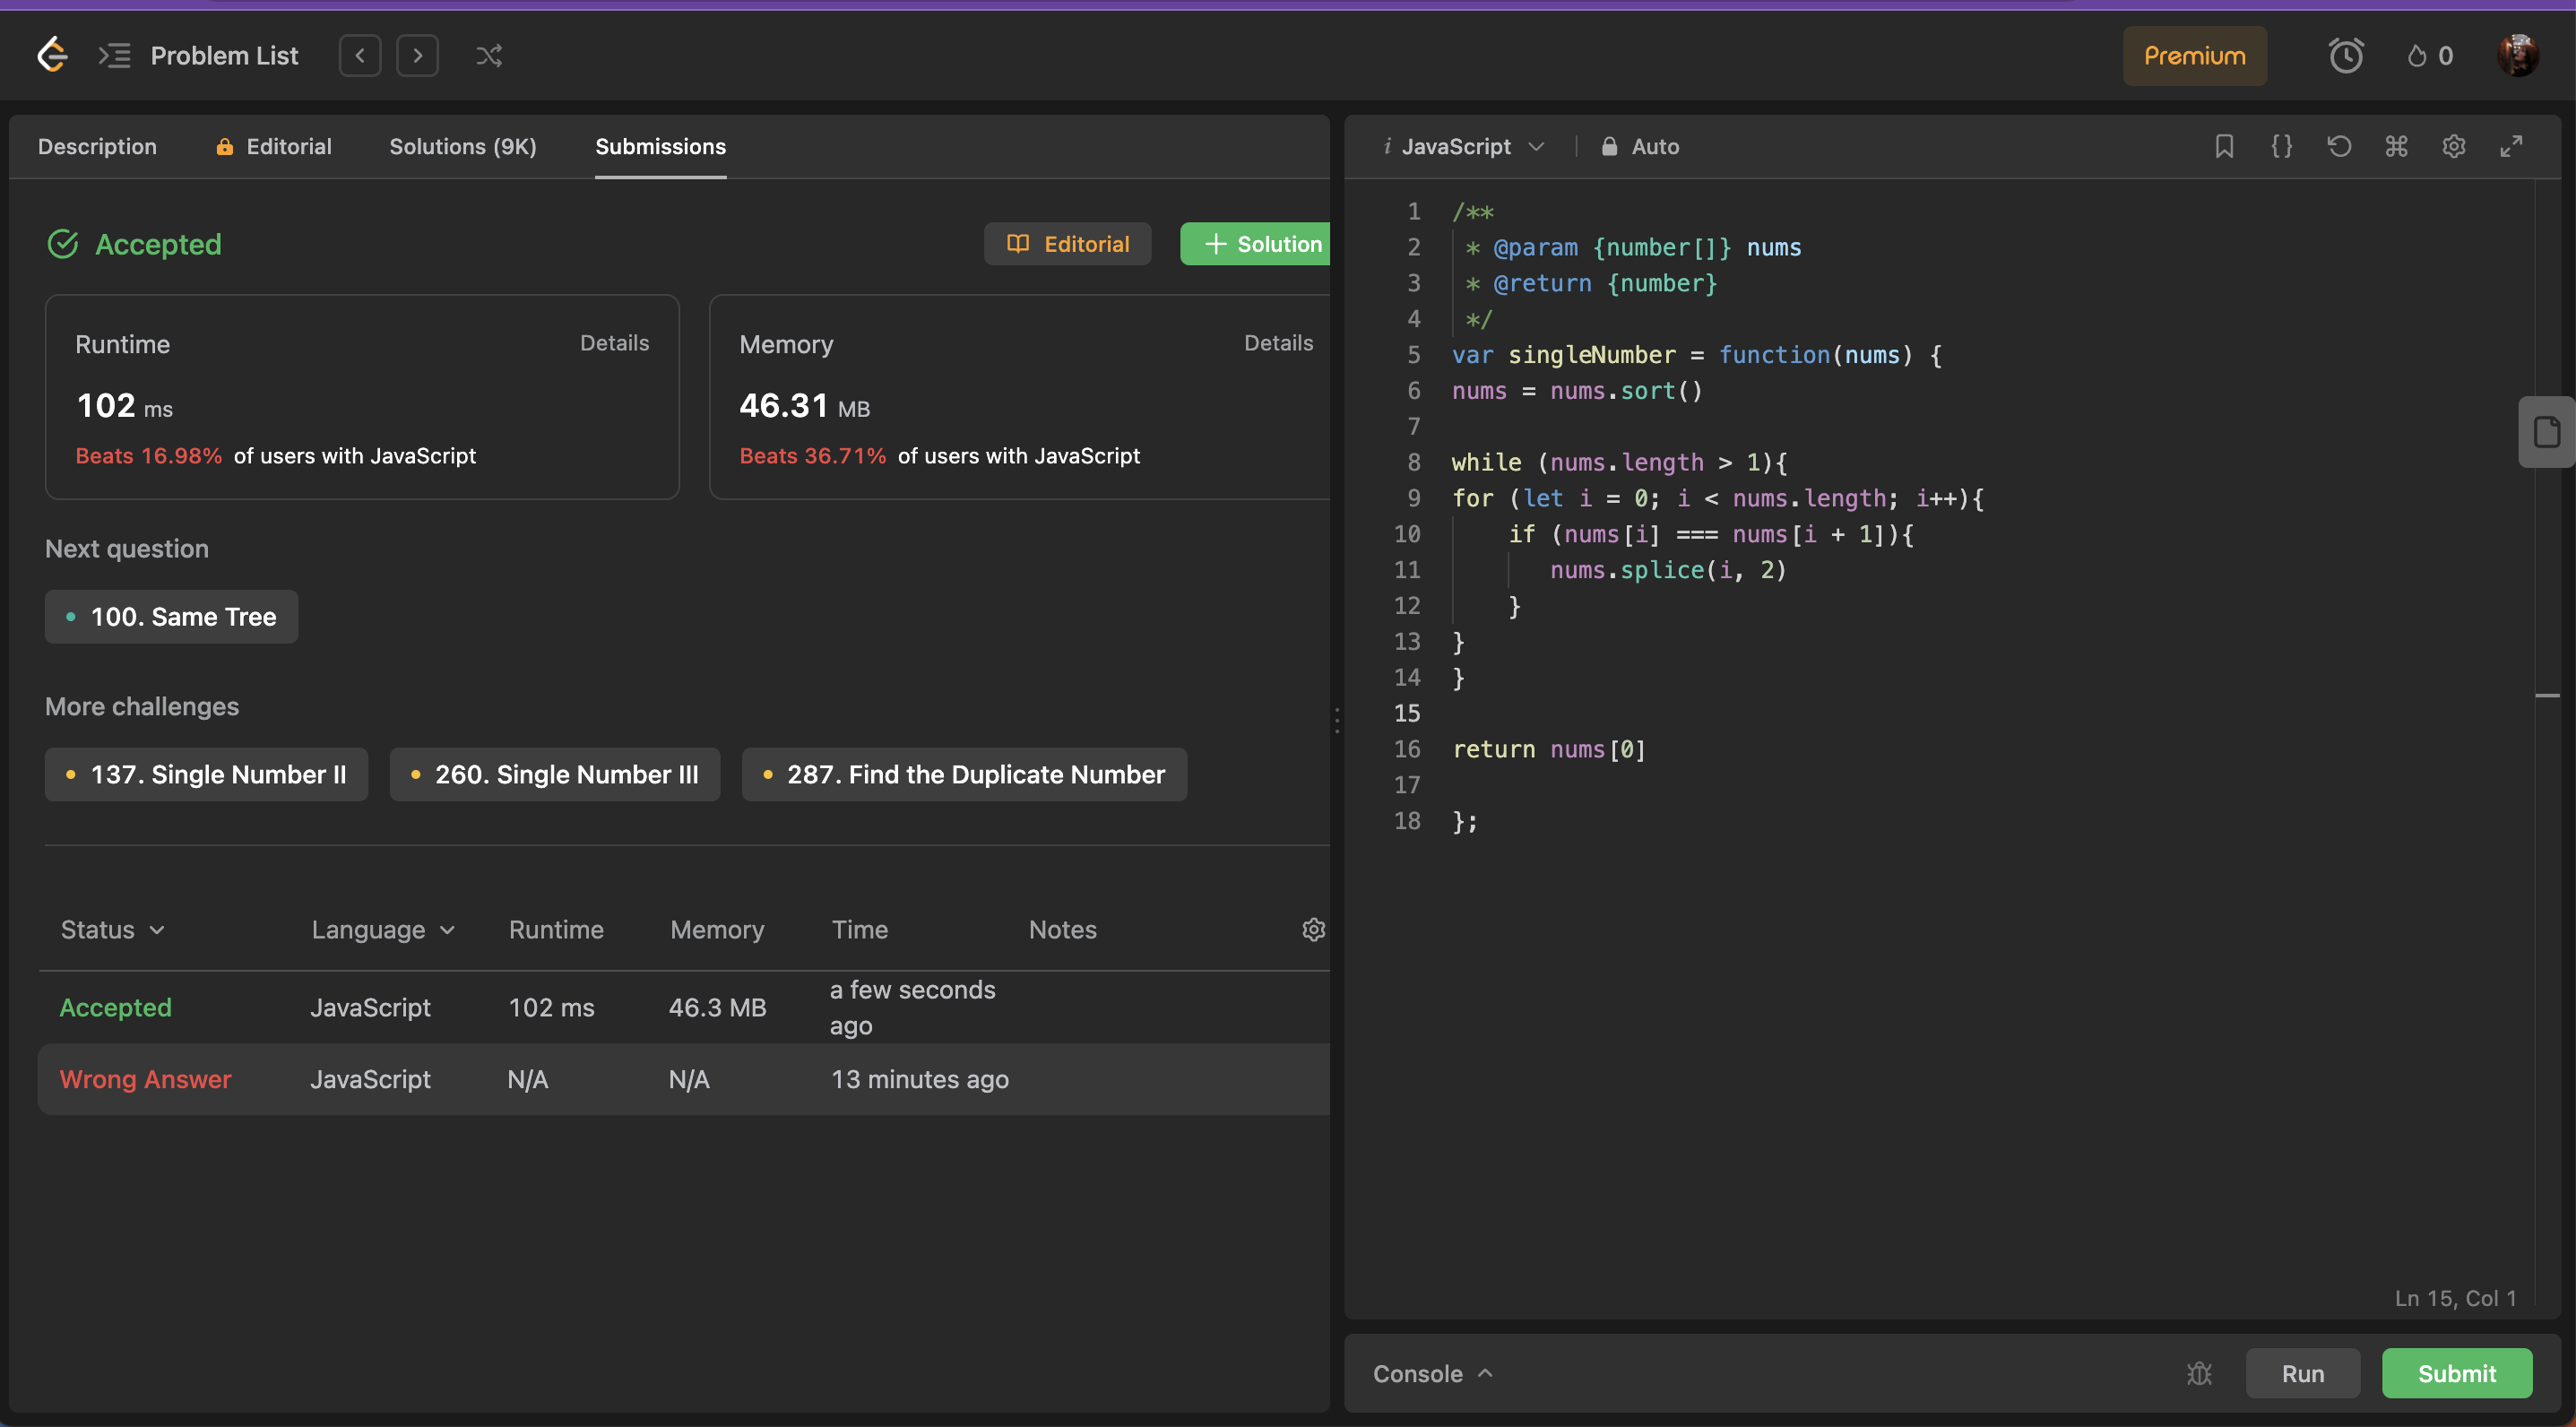 Problem List
Premium
0
Description
Editorial
Solutions (9K)
Submissions
Accepted
Editorial
+ Solution
Runtime
Details
102 ms
Beats 16.98% of users with JavaScript
Memory
Details
46.31 MB
Beats 36.71% of users with JavaScript
Next question
100. Same Tree
More challenges
137. Single Number II
260. Single Number III
287. Find the Duplicate Number
Status Language Runtime Memory Time Notes
Accepted JavaScript 102 ms 46.3 MB a few seconds ago
Wrong Answer JavaScript N/A N/A 13 minutes ago
i JavaScript
Auto
1 /**
2  * @param {number[]} nums
3  * @return {number}
4  */
5 var singleNumber = function(nums) {
6 nums = nums.sort()
7
8 while (nums.length > 1){
9 for (let i = 0; i < nums.length; i++){
10     if (nums[i] === nums[i + 1]){
11        nums.splice(i, 2)
12     }
13 }
14 }
15
16 return nums[0]
17
18 };
Ln 15, Col 1
Console
Run
Submit